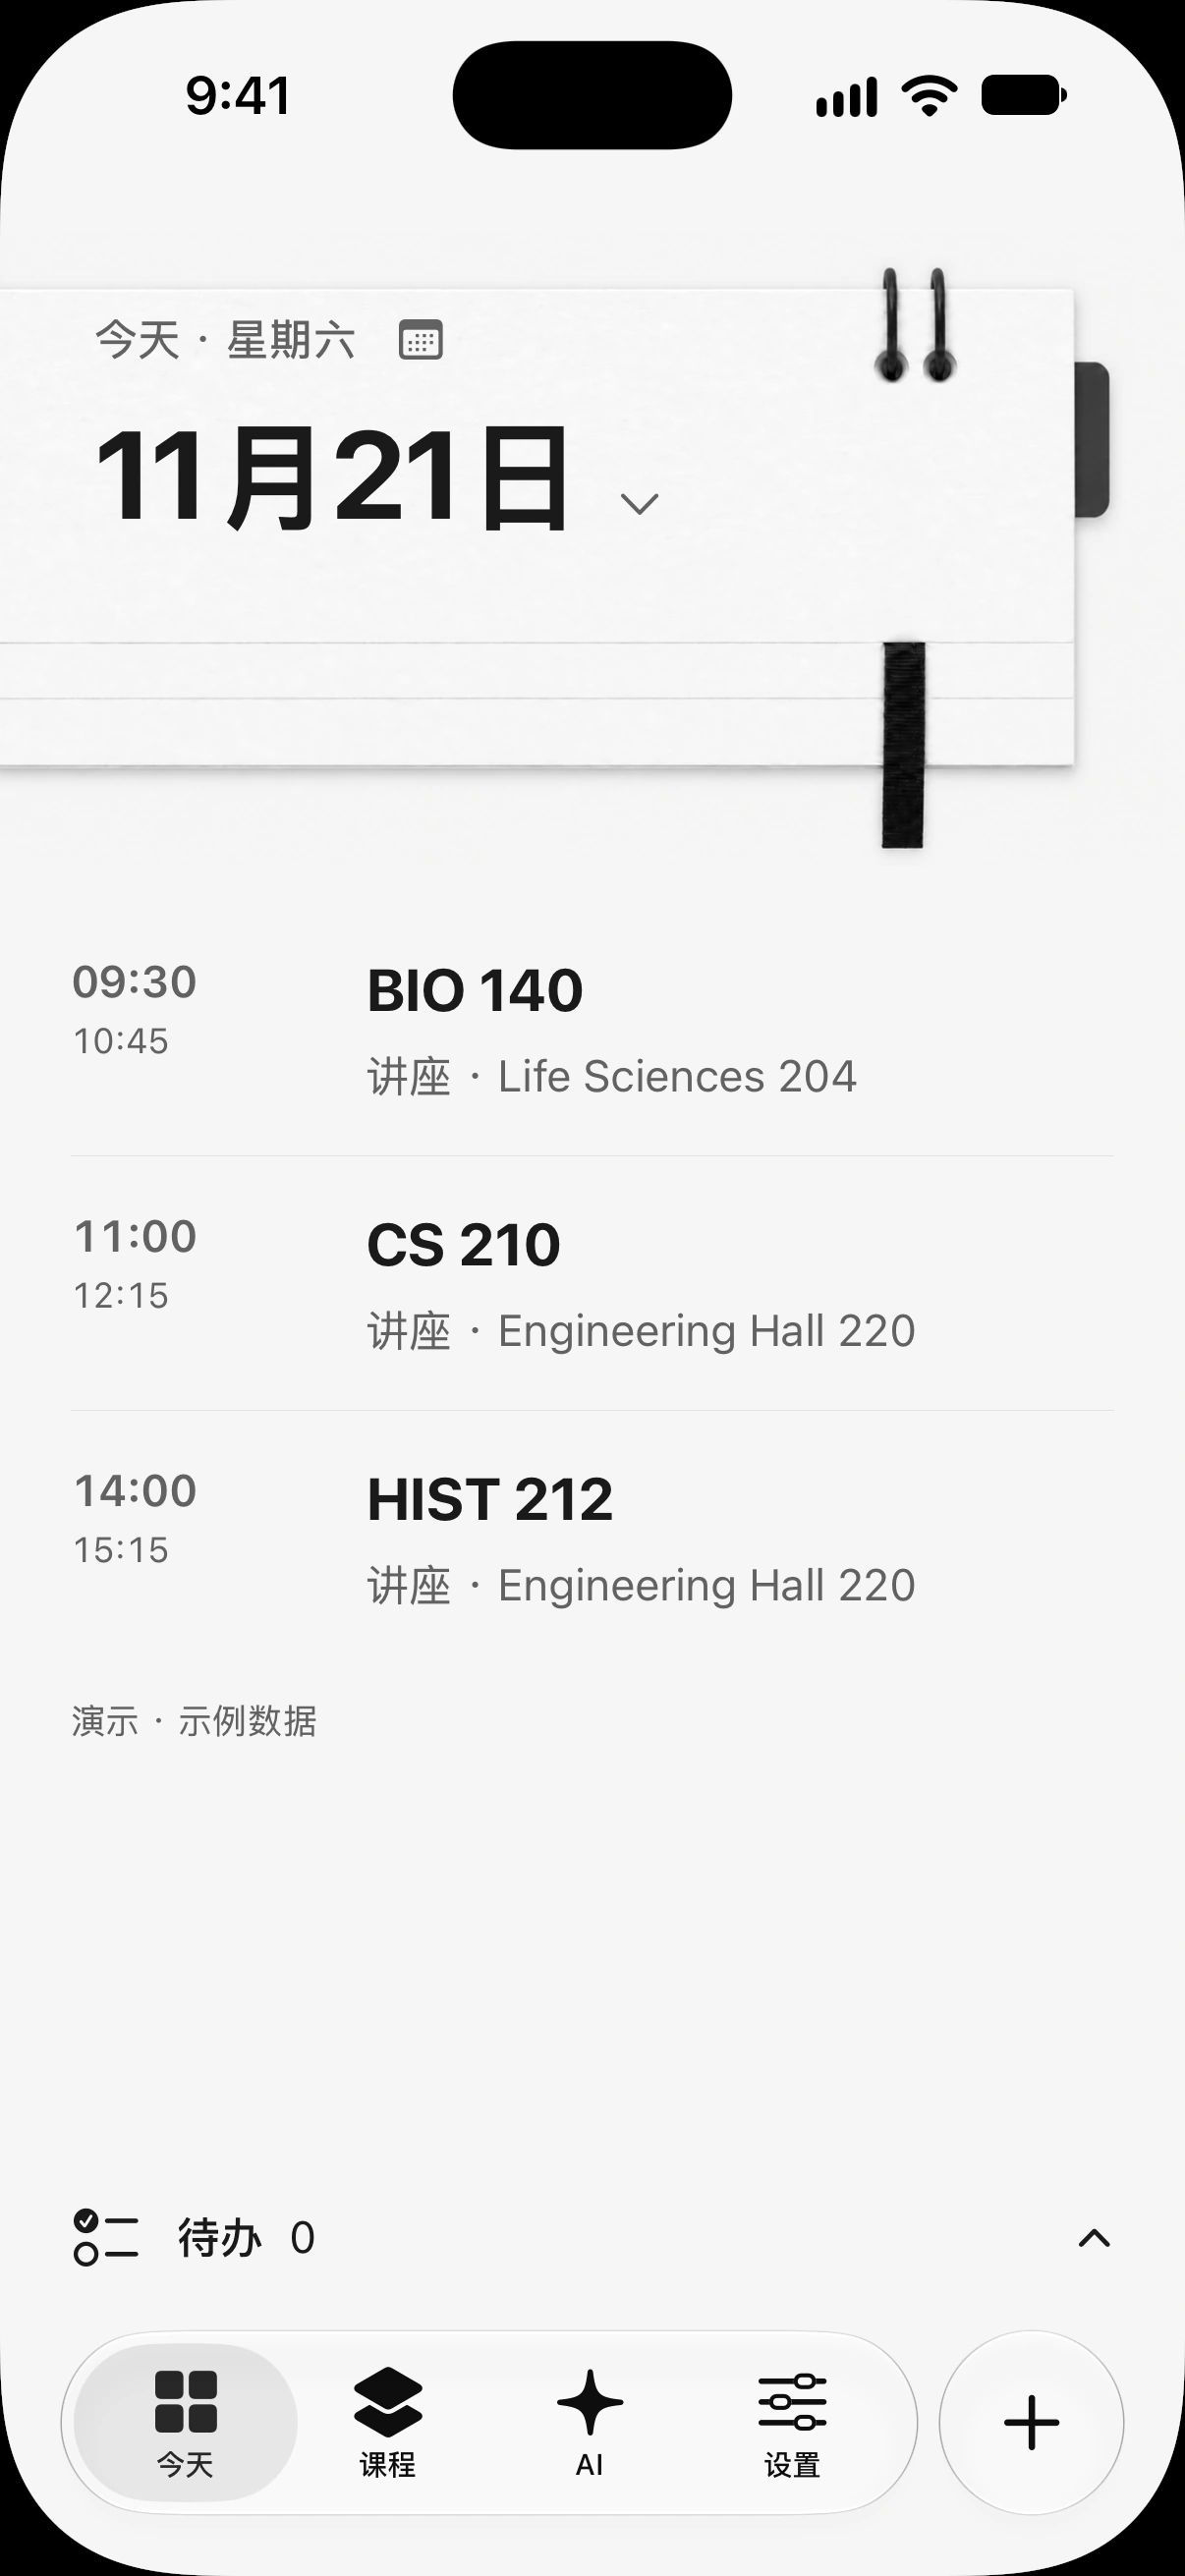 9:41
今天 · 星期六
11月21日
09:30
10:45
BIO 140
讲座 · Life Sciences 204
11:00
12:15
CS 210
讲座 · Engineering Hall 220
14:00
15:15
HIST 212
讲座 · Engineering Hall 220
演示 · 示例数据
待办 0
今天
课程
AI
设置